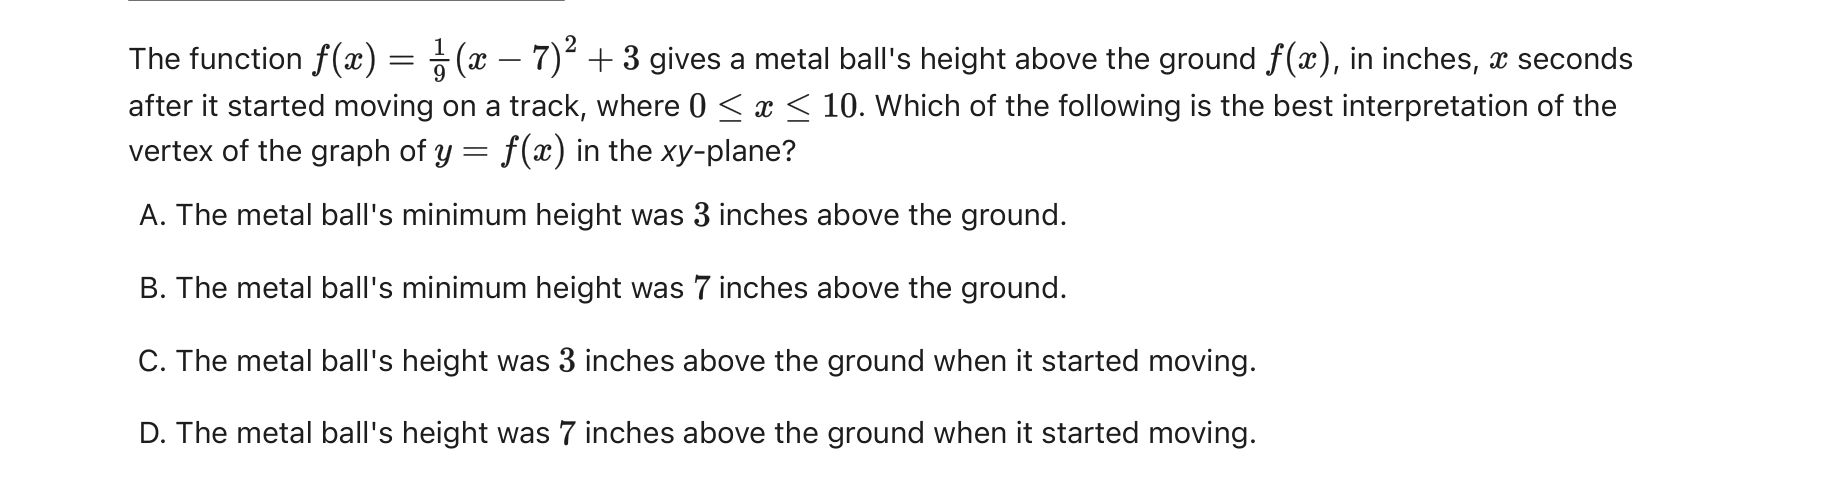 The function f(x) = 1/9(x − 7)² + 3 gives a metal ball's height above the ground f(x), in inches, x seconds
after it started moving on a track, where 0 ≤ x ≤ 10. Which of the following is the best interpretation of the
vertex of the graph of y = f(x) in the xy-plane?
A. The metal ball's minimum height was 3 inches above the ground.
B. The metal ball's minimum height was 7 inches above the ground.
C. The metal ball's height was 3 inches above the ground when it started moving.
D. The metal ball's height was 7 inches above the ground when it started moving.